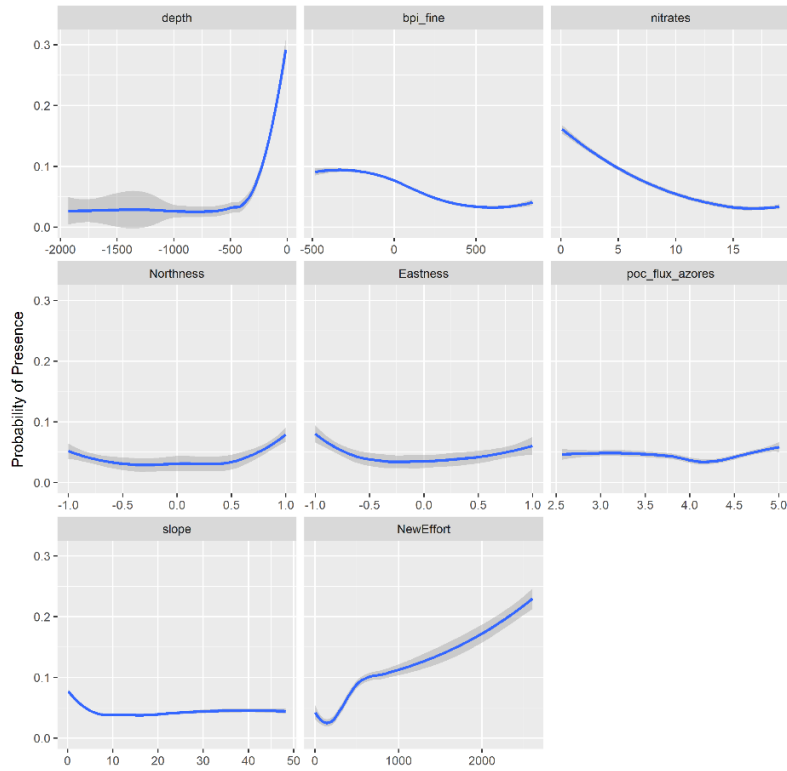 depth bpi_fine nitrates
0.3
0.2
0.1
0.0
-2000 -1500 -1000 -500 0 -500 0 500 0 5 10 15
Northness Eastness poc_flux_azores
0.3
0.2
0.1
0.0
-1.0 -0.5 0.0 0.5 1.0 -1.0 -0.5 0.0 0.5 1.0 2.5 3.0 3.5 4.0 4.5 5.0
Probability of Presence
slope NewEffort
0.3
0.2
0.1
0.0
0 10 20 30 40 50 0 1000 2000